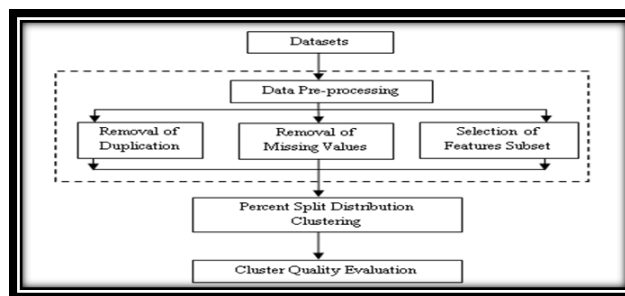 Datasets
Data Pre-processing
Removal of
Duplication
Removal of
Missing Values
Selection of
Features Subset
Percent Split Distribution
Clustering
Cluster Quality Evaluation